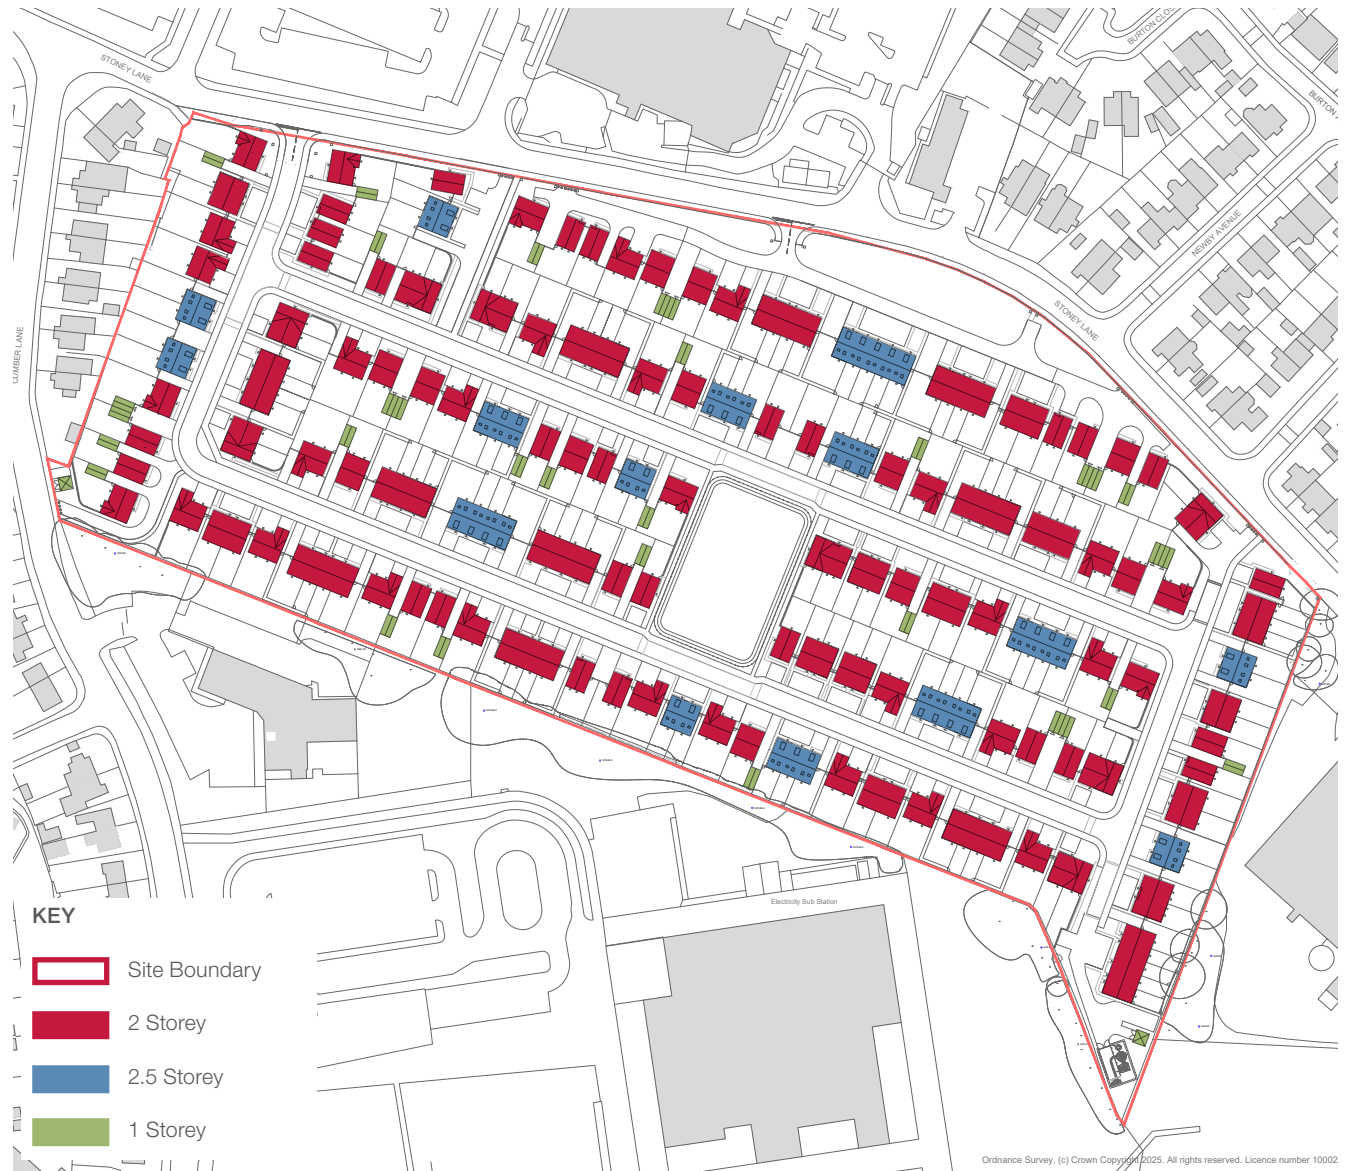 STONEY LANE
BURTON CLOS
BURTON
NEWBY AVENUE
STONEY LANE
CUMBER LANE
Electricity Sub Station
KEY
Site Boundary
2 Storey
2.5 Storey
1 Storey
Ordnance Survey, (c) Crown Copyright 2025. All rights reserved. Licence number 10002